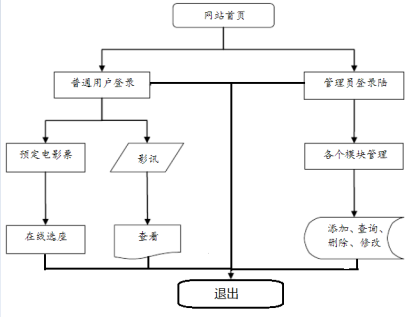 网站首页
普通用户登录
管理员登录陆
预定电影票
影讯
各个模块管理
在线选座
查看
添加、查询、
删除、修改
退出